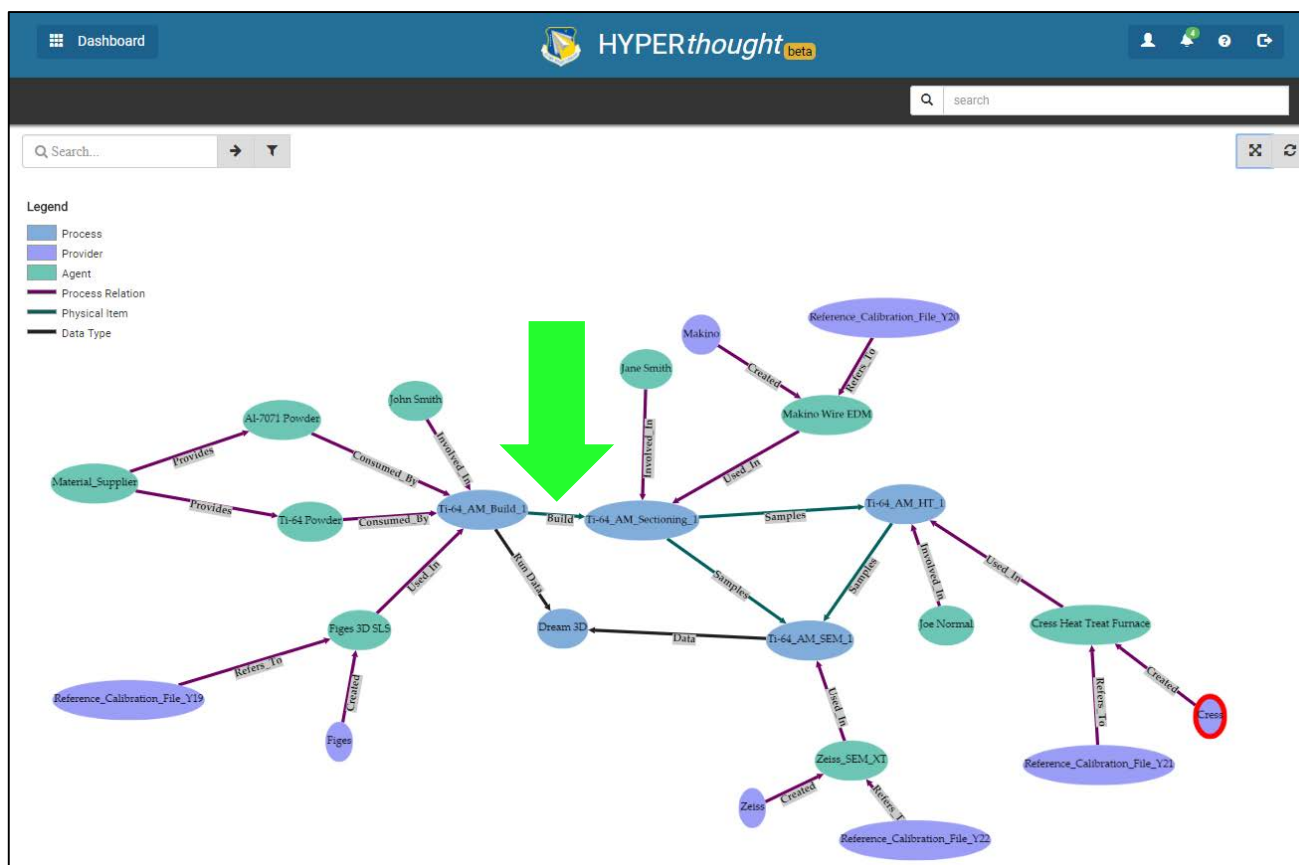 Dashboard
HYPERthought beta
4
search
Search...
Legend
Process
Provider
Agent
Process Relation
Physical Item
Data Type
Makino
Reference_Calibration_File_Y20
Created
Refers_To
Jane Smith
John Smith
Al-7071 Powder
Makino Wire EDM
Involved_In
Involved_In
Provides
Consumed_By
Used_In
Material_Supplier
Provides
Ti-64 Powder
Consumed_By
Ti-64_AM_Build_1
Build
Ti-64_AM_Sectioning_1
Samples
Ti-64_AM_HT_1
Used_In
Run Data
Samples
Samples
Involved_In
Used_In
Figes 3D SLS
Dream 3D
Data
Ti-64_AM_SEM_1
Joe Normal
Cress Heat Treat Furnace
Refers_To
Created
Reference_Calibration_File_Y19
Used_In
Refers_To
Created
Cress
Figes
Zeiss_SEM_XT
Reference_Calibration_File_Y21
Zeiss
Created
Refers_T
Reference_Calibration_File_Y22